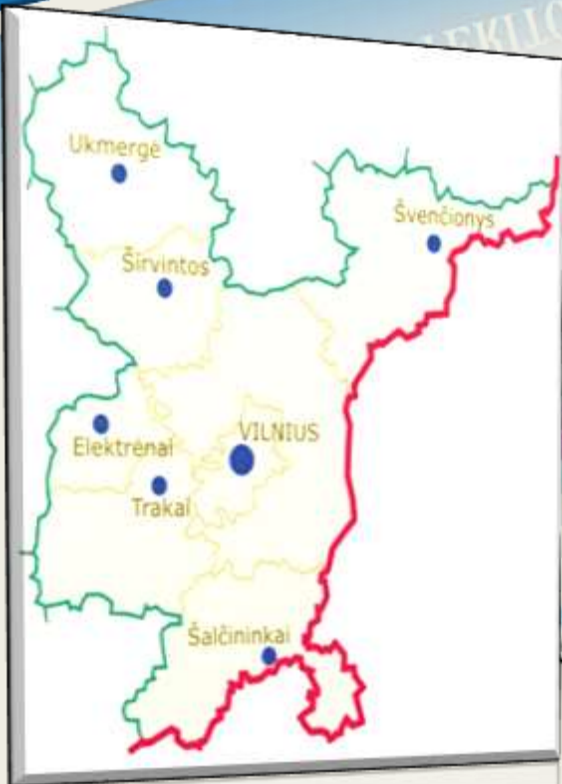 Ukmergė
Švenčionys
Širvintos
VILNIUS
Elektrėnai
Trakai
Šalčininkai